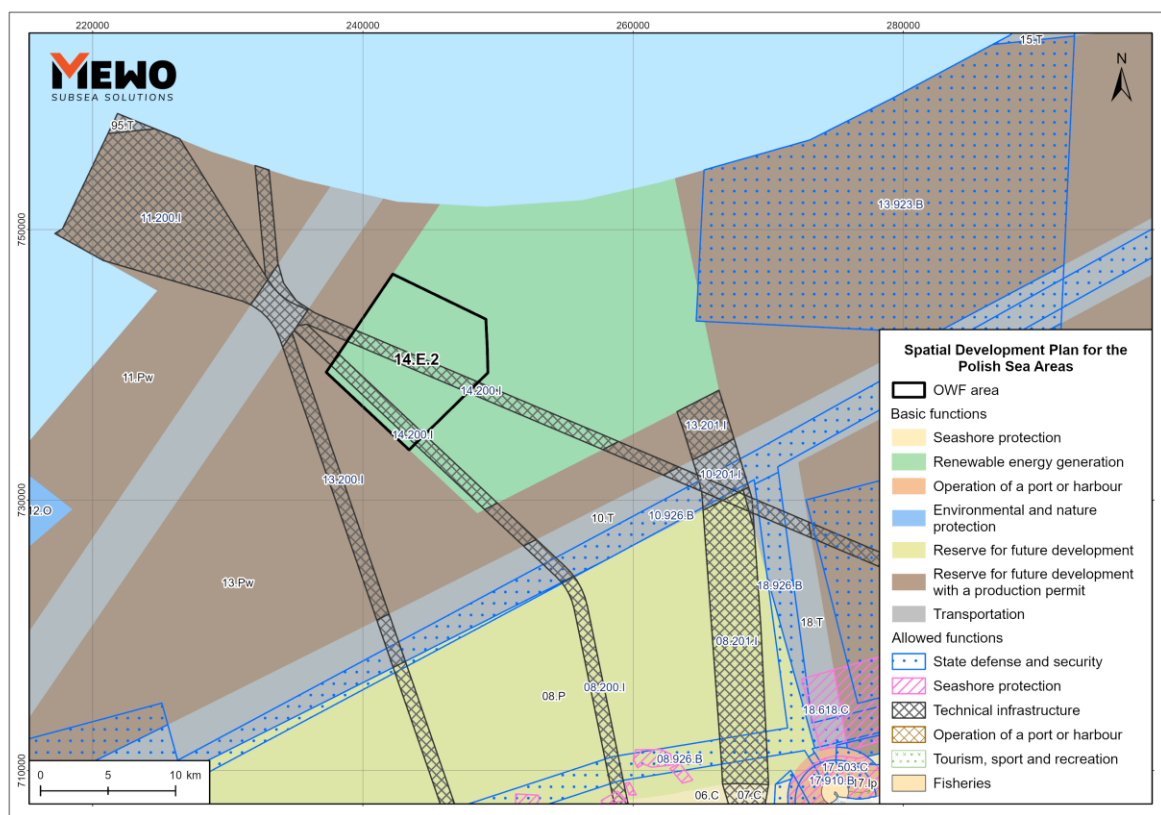 220000
240000
260000
280000
MEWO
SUBSEA SOLUTIONS
N
15.T
95.T
11.200.I
13.923.B
750000
14.E.2
11.Pw
14.200.I
14.200.I
13.201.I
13.200.I
10.201.I
730000
12.O
10.T
10.926.B
13.Pw
18.926.B
18.T
08.201.I
08.P
08.200.I
18.618.C
08.926.B
17.503.C
17.910.B
17.Ip
06.C
07.C
710000
0 5 10 km
Spatial Development Plan for the
Polish Sea Areas
OWF area
Basic functions
Seashore protection
Renewable energy generation
Operation of a port or harbour
Environmental and nature
protection
Reserve for future development
Reserve for future development
with a production permit
Transportation
Allowed functions
State defense and security
Seashore protection
Technical infrastructure
Operation of a port or harbour
Tourism, sport and recreation
Fisheries